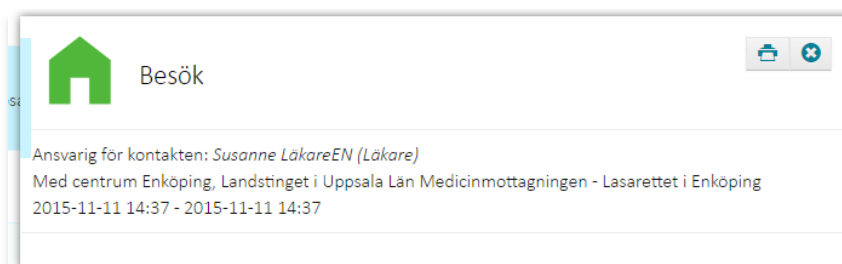 Besök
Ansvarig för kontakten: Susanne LäkareEN (Läkare)
Med centrum Enköping, Landstinget i Uppsala Län Medicinmottagningen - Lasarettet i Enköping
2015-11-11 14:37 - 2015-11-11 14:37